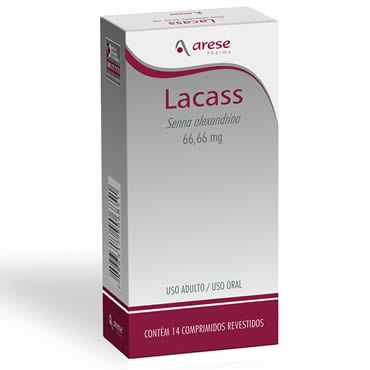 arese
Pharma
Lacass
Senna alexandrina
66,66 mg
USO ADULTO / USO ORAL
arese
CONTÉM 14 COMPRIMIDOS REVESTIDOS